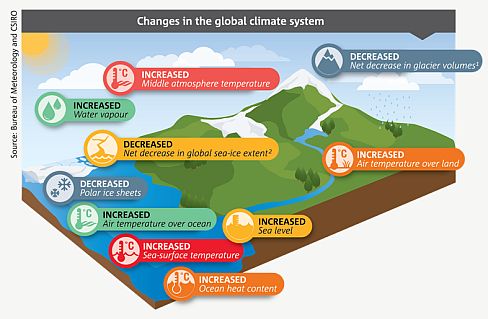 Changes in the global climate system
Source: Bureau of Meteorology and CSIRO
DECREASED
Net decrease in glacier volumes¹
INCREASED
Middle atmosphere temperature
°C
INCREASED
Water vapour
DECREASED
Net decrease in global sea-ice extent²
INCREASED
Air temperature over land
°C
DECREASED
Polar ice sheets
INCREASED
Air temperature over ocean
°C
INCREASED
Sea level
INCREASED
Sea-surface temperature
°C
INCREASED
Ocean heat content